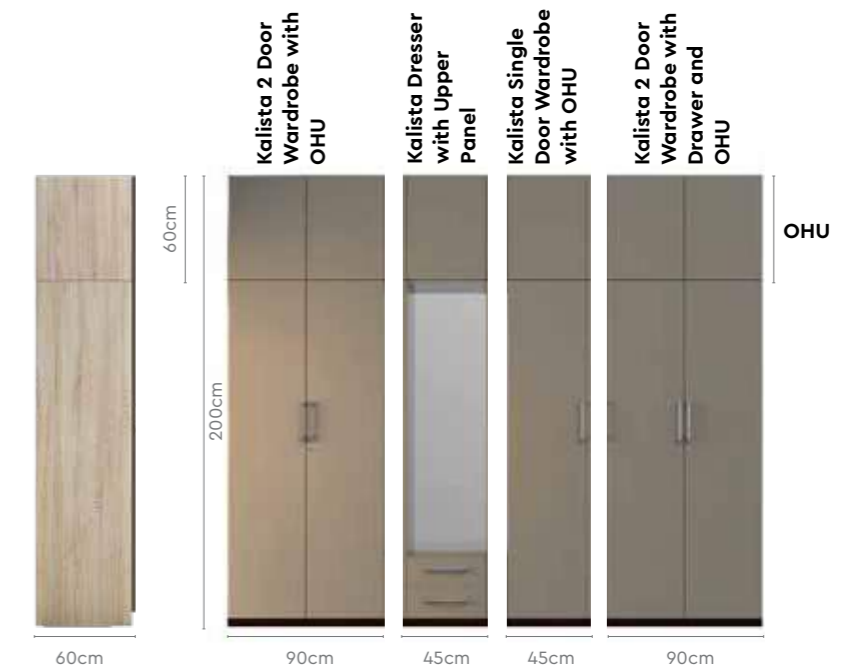 Kalista 2 Door
Wardrobe with
OHU
Kalista Dresser
with Upper
Panel
Kalista Single
Door Wardrobe
with OHU
Kalista 2 Door
Wardrobe with
Drawer and
OHU
60cm
OHU
200cm
60cm
90cm
45cm
45cm
90cm